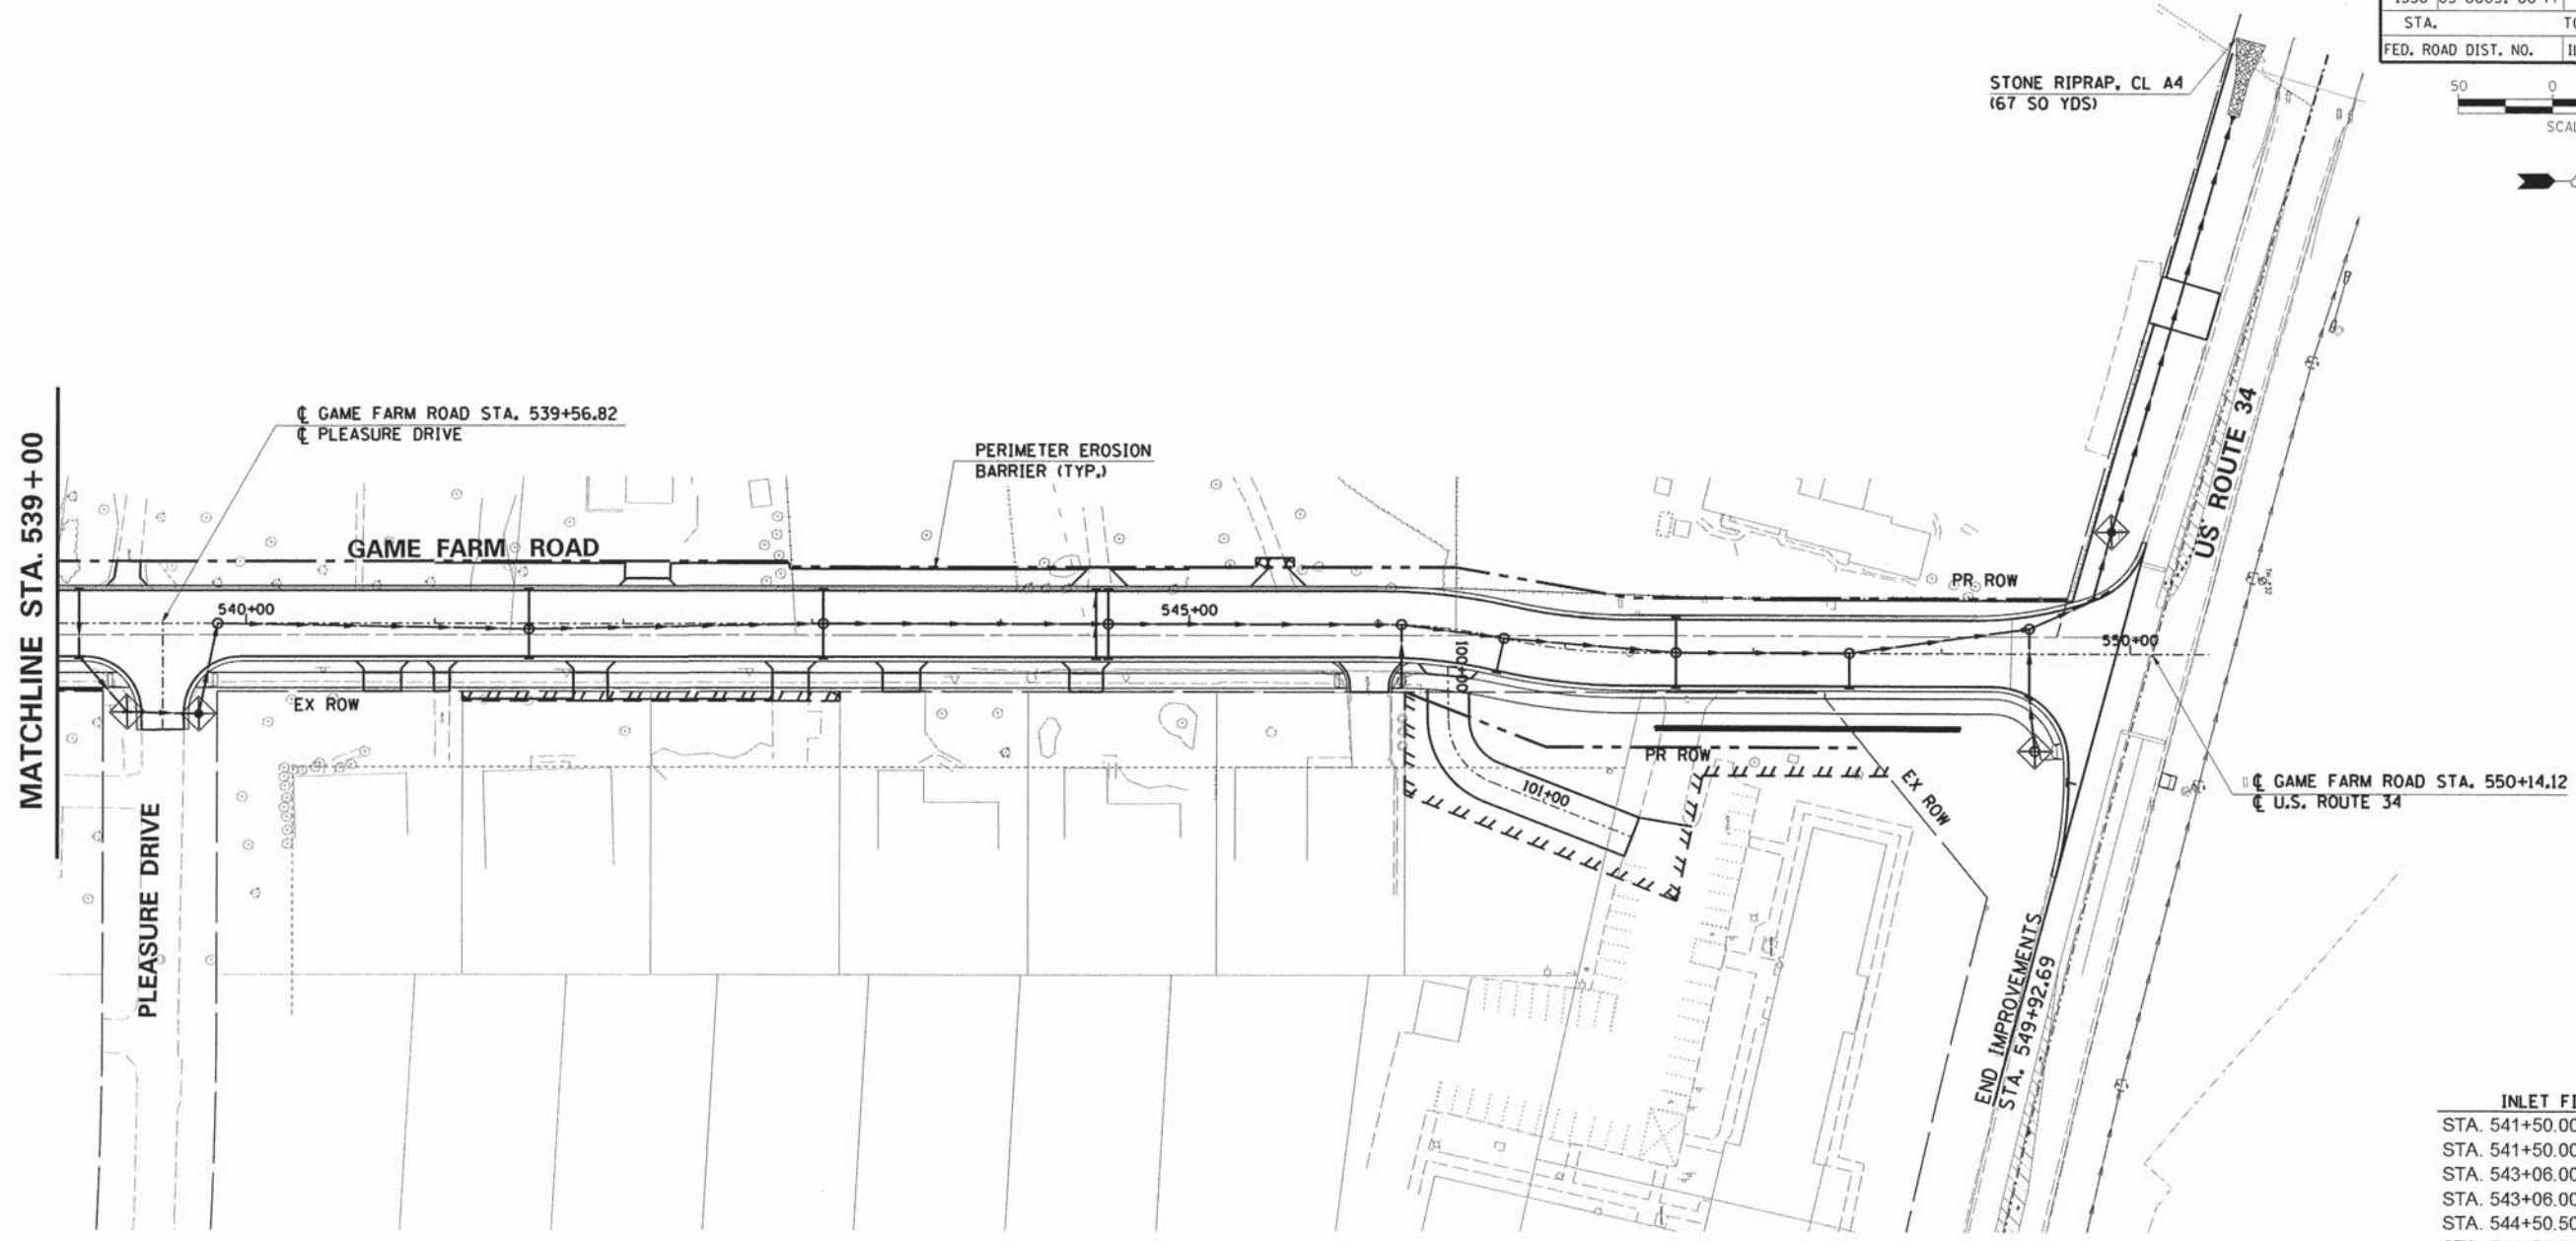 STA.
FED. ROAD DIST. NO.
50 0
STONE RIPRAP, CL A4
(67 SO YDS)
MATCHLINE STA. 539+00
℄ GAME FARM ROAD STA. 539+56.82
℄ PLEASURE DRIVE
PERIMETER EROSION
BARRIER (TYP.)
GAME FARM ROAD
US ROUTE 34
PR ROW
540+00
545+00
550+00
100+00
EX ROW
PR ROW
101+00
EX ROW
℄ GAME FARM ROAD STA. 550+14.12
℄ U.S. ROUTE 34
PLEASURE DRIVE
END IMPROVEMENTS
STA. 549+92.69
INLET
STA. 541+50.00
STA. 541+50.00
STA. 543+06.00
STA. 543+06.00
STA. 544+50.50